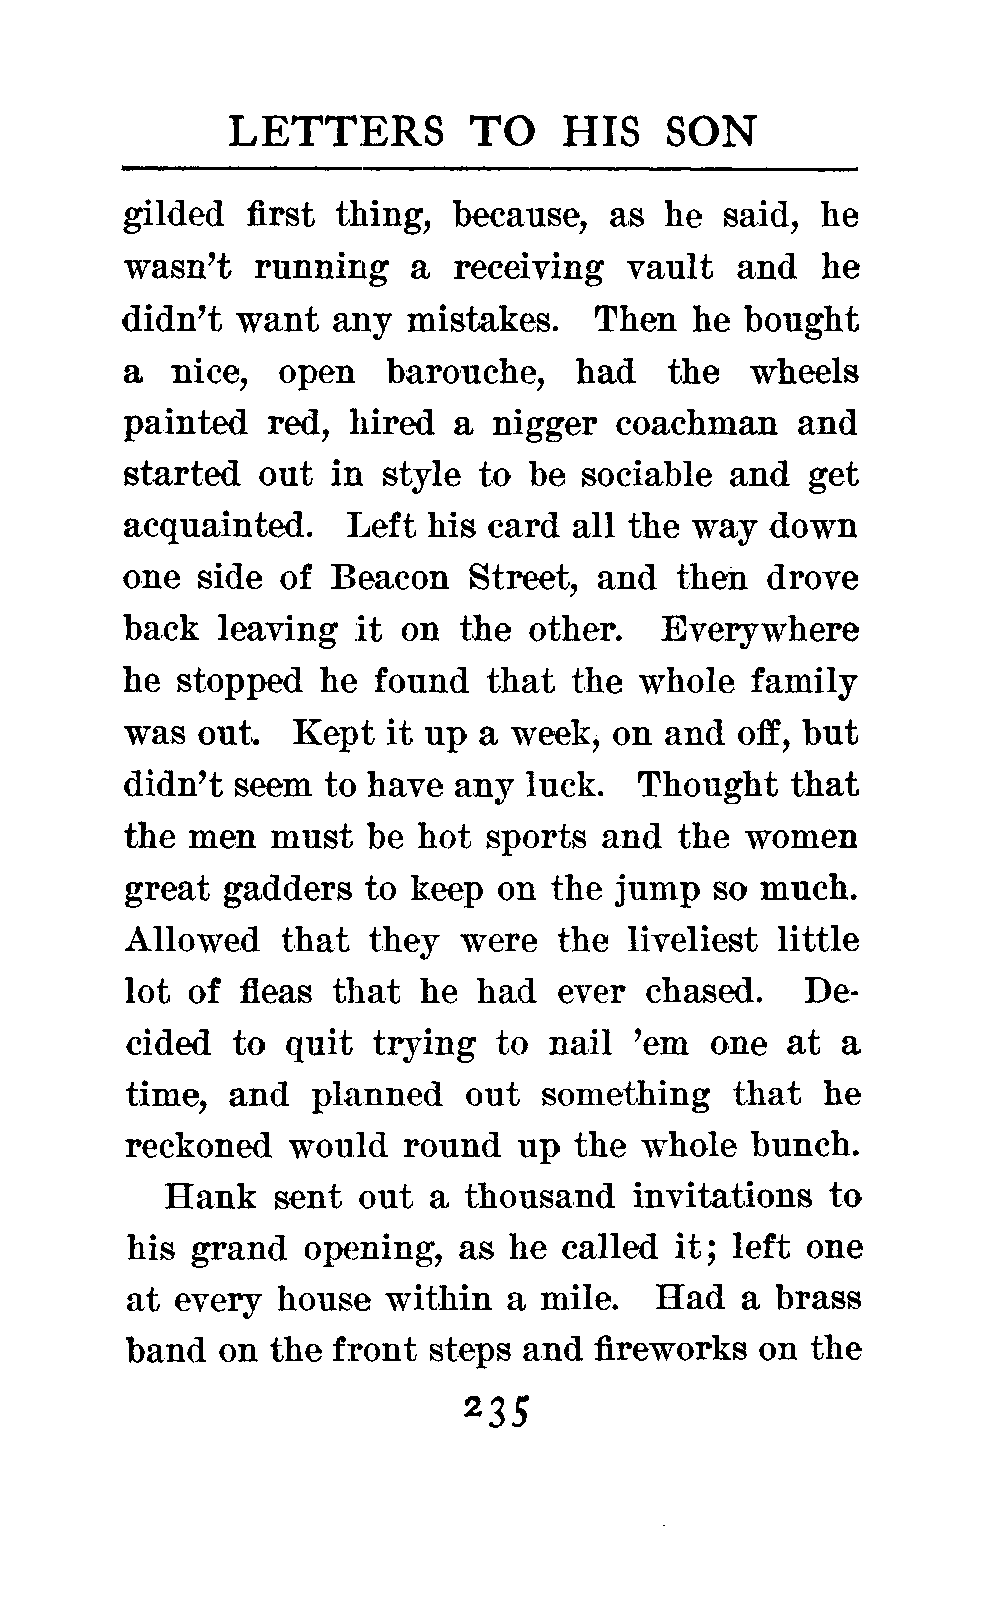 LETTERS TO HIS SON
gilded first thing, because, as he said, he
wasn't running a receiving vault and he
didn't want any mistakes. Then he bought
a nice, open barouche, had the wheels
painted red, hired a nigger coachman and
started out in style to be sociable and get
acquainted. Left his card all the way down
one side of Beacon Street, and then drove
back leaving it on the other. Everywhere
he stopped he found that the whole family
was out. Kept it up a week, on and off, but
didn't seem to have any luck. Thought that
the men must be hot sports and the women
great gadders to keep on the jump so much.
Allowed that they were the liveliest little
lot of fleas that he had ever chased. De-
cided to quit trying to nail 'em one at a
time, and planned out something that he
reckoned would round up the whole bunch.
Hank sent out a thousand invitations to
his grand opening, as he called it; left one
at every house within a mile. Had a brass
band on the front steps and fireworks on the
235